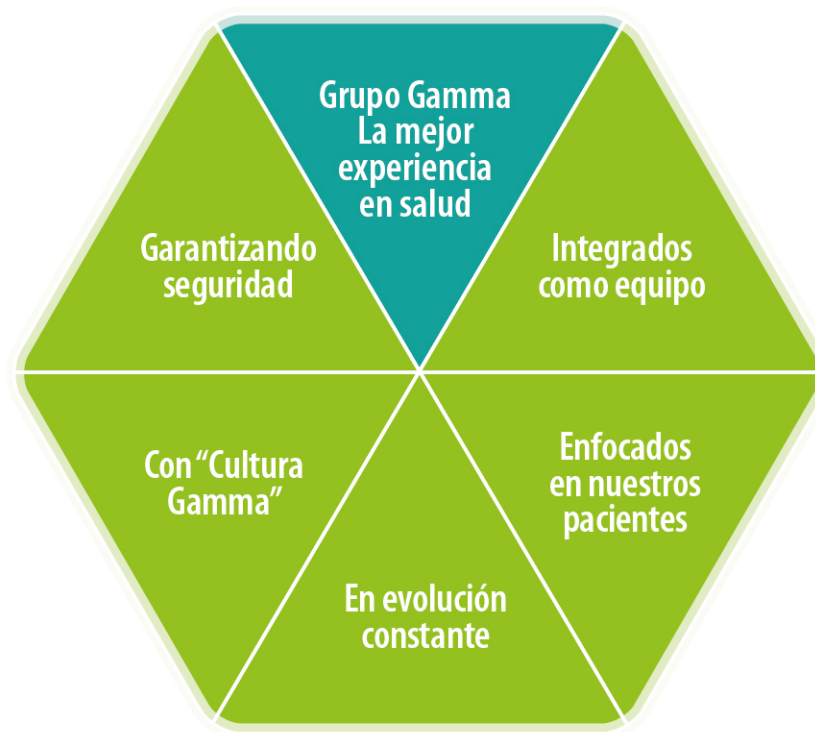 Grupo Gamma
La mejor
experiencia
en salud
Integrados
como equipo
Enfocados
en nuestros
pacientes
En evolución
constante
Con “Cultura
Gamma”
Garantizando
seguridad